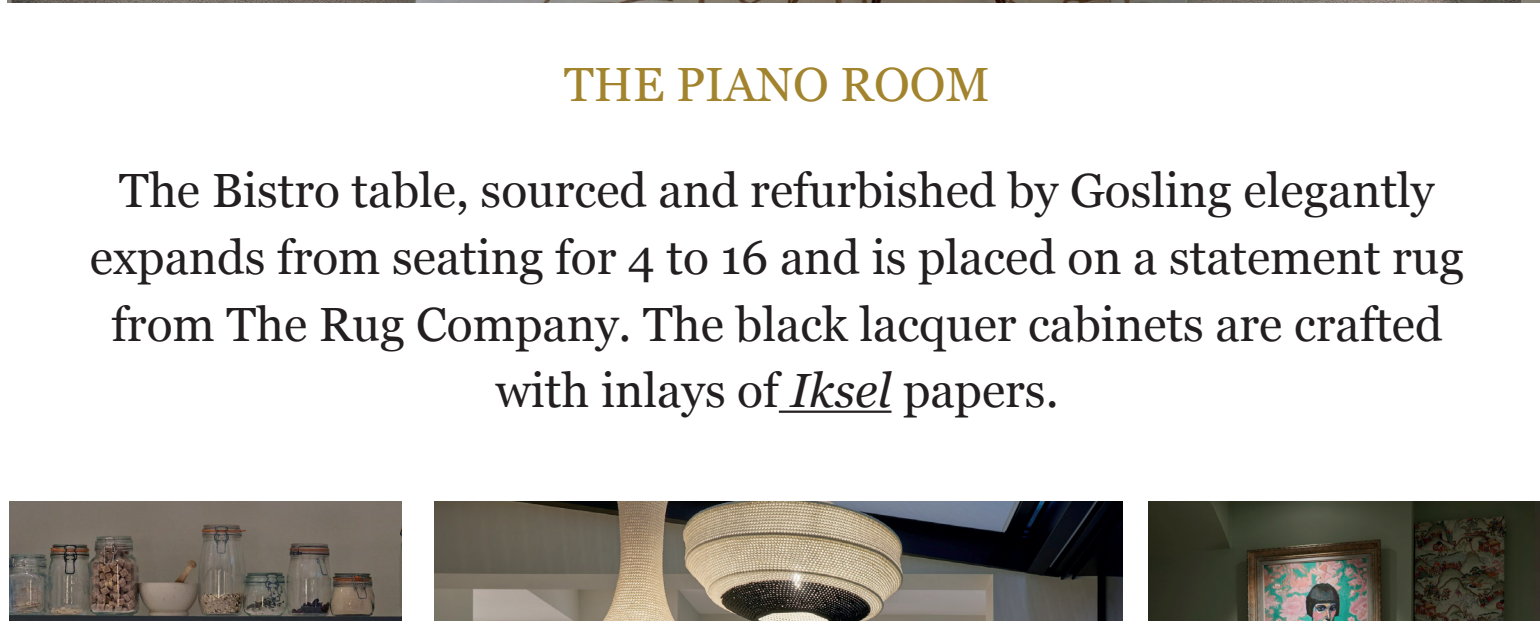 THE PIANO ROOM
The Bistro table, sourced and refurbished by Gosling elegantly
expands from seating for 4 to 16 and is placed on a statement rug
from The Rug Company. The black lacquer cabinets are crafted
with inlays of Iksel papers.